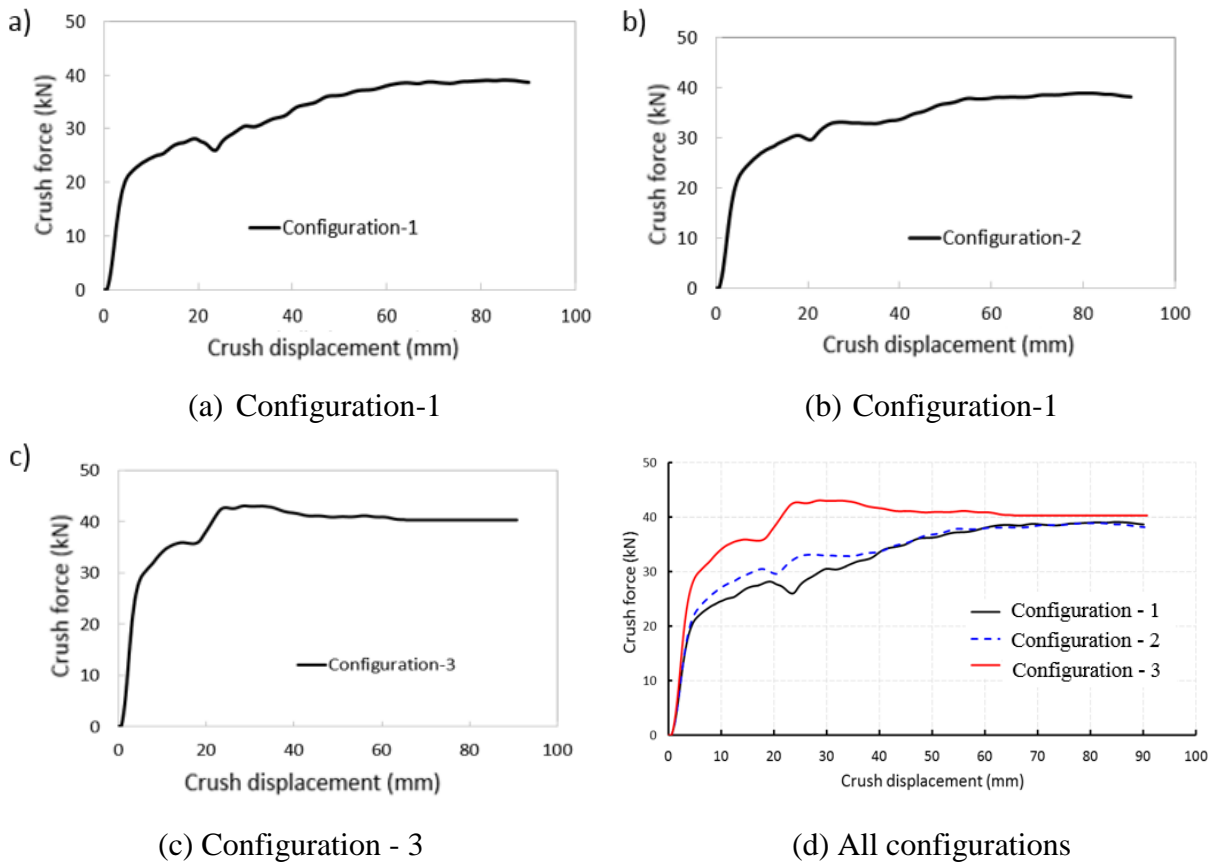 a)
50
40
30
20
10
0
Crush force (kN)
Configuration-1
0 20 40 60 80 100
Crush displacement (mm)
(a) Configuration-1
b)
50
40
30
20
10
0
Crush force (kN)
Configuration-2
0 20 40 60 80 100
Crush displacement (mm)
(b) Configuration-1
c)
50
40
30
20
10
0
Crush force (kN)
Configuration-3
0 20 40 60 80 100
Crush displacement (mm)
(c) Configuration - 3
50
40
30
20
10
0
Crush force (kN)
Configuration - 1
Configuration - 2
Configuration - 3
0 10 20 30 40 50 60 70 80 90 100
Crush displacement (mm)
(d) All configurations